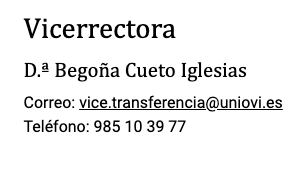 Vicerrectora
D.ª Begoña Cueto Iglesias
Correo: vice.transferencia@uniovi.es
Teléfono: 985 10 39 77